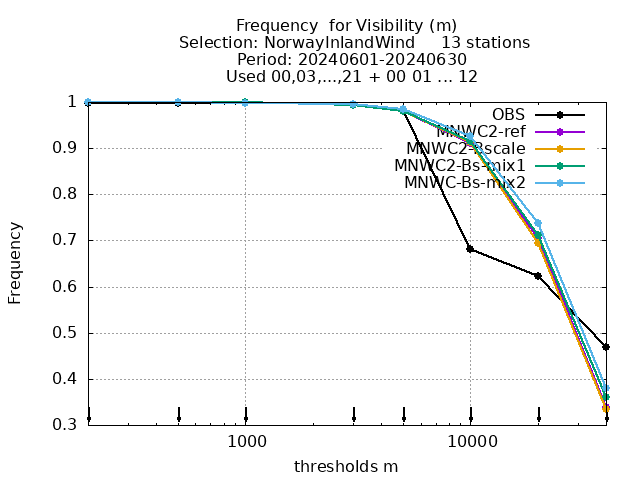 Frequency  for Visibility (m)
Selection: NorwayInlandWind     13 stations
Period: 20240601-20240630
Used 00,03,...,21 + 00 01 ... 12
OBS
MNWC2-ref
MNWC2-Bscale
MNWC2-Bs-mix1
MNWC-Bs-mix2
1
0.9
0.8
0.7
0.6
0.5
0.4
0.3
Frequency
1000
10000
thresholds m